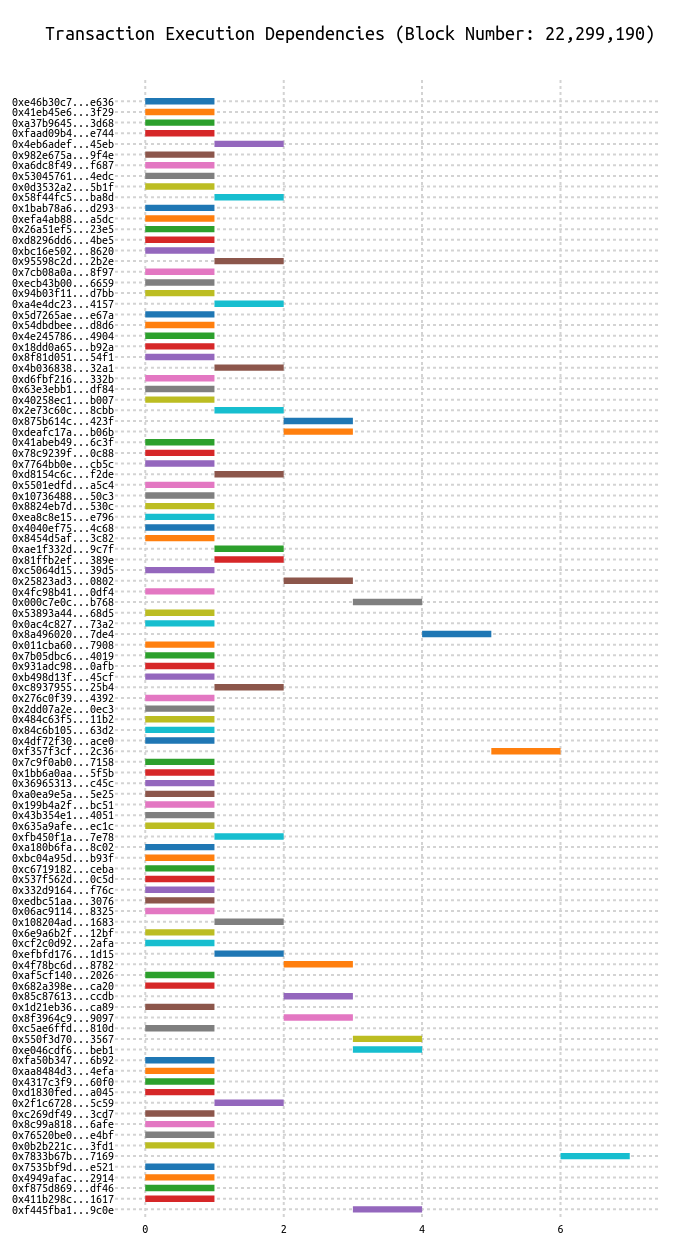 Transaction Execution Dependencies (Block Number: 22,299,190)
0xe46b30c7...e636
0x41eb45e6...3f29
0xa37b9645...3d68
0xfaad09b4...e744
0x4eb6adef...45eb
0x982e675a...9f4e
0xa6dc8f49...f687
0x53045761...4edc
0x0d3532a2...5b1f
0x58f44fc5...ba8d
0x1bab78a6...d293
0xefa4ab88...a5dc
0x26a51ef5...23e5
0xd8296dd6...4be5
0xbc16e502...8620
0x95598c2d...2b2e
0x7cb08a0a...8f97
0xecb43b00...6659
0x94b03f11...d7bb
0xa4e4dc23...4157
0x5d7265ae...e67a
0x54dbdbee...d8d6
0x4e245786...4904
0x18dd0a65...b92a
0x8f81d051...54f1
0x4b036838...32a1
0xd6fbf216...332b
0x63e3ebb1...df84
0x40258ec1...b007
0x2e73c60c...8cbb
0x875b614c...423f
0xdeafc17a...b06b
0x41abeb49...6c3f
0x78c9239f...0c88
0x7764bb0e...cb5c
0xd8154c6c...f2de
0x5501edfd...a5c4
0x10736488...50c3
0x8824eb7d...530c
0xea8c8e15...e796
0x4040ef75...4c68
0x8454d5af...3c82
0xae1f332d...9c7f
0x81ffb2ef...389e
0xc5064d15...39d5
0x25823ad3...0802
0x4fc98b41...0df4
0x000c7e0c...b768
0x53893a44...68d5
0x0ac4c827...73a2
0x8a496020...7de4
0x011cba60...7908
0x7b05dbc6...4019
0x931adc98...0afb
0xb498d13f...45cf
0xc8937955...25b4
0x276c0f39...4392
0x2dd07a2e...0ec3
0x484c63f5...11b2
0x84c6b105...63d2
0x4df72f30...ace0
0xf357f3cf...2c36
0x7c9f0ab0...7158
0x1bb6a0aa...5f5b
0x36965313...c45c
0xa0ea9e5a...5e25
0x199b4a2f...bc51
0x43b354e1...4051
0x635a9afe...ec1c
0xfb450f1a...7e78
0xa180b6fa...8c02
0xbc04a95d...b93f
0xc6719182...ceba
0x537f562d...0c5d
0x332d9164...f76c
0xedbc51aa...3076
0x06ac9114...8325
0x108204ad...1683
0x6e9a6b2f...12bf
0xcf2c0d92...2afa
0xefbfd176...1d15
0x4f78bc6d...8782
0xaf5cf140...2026
0x682a398e...ca20
0x85c87613...ccdb
0x1d21eb36...ca89
0x8f3964c9...9097
0xc5ae6ffd...810d
0x550f3d70...3567
0xe046cdf6...beb1
0xfa50b347...6b92
0xaa8484d3...4efa
0x4317c3f9...60f0
0xd1830fed...a045
0x2f1c6728...5c59
0xc269df49...3cd7
0x8c99a818...6afe
0x76520be0...e4bf
0x0b2b221c...3fd1
0x7833b67b...7169
0x7535bf9d...e521
0x4949afac...2914
0xf875d869...df46
0x411b298c...1617
0xf445fba1...9c0e
0 2 4 6